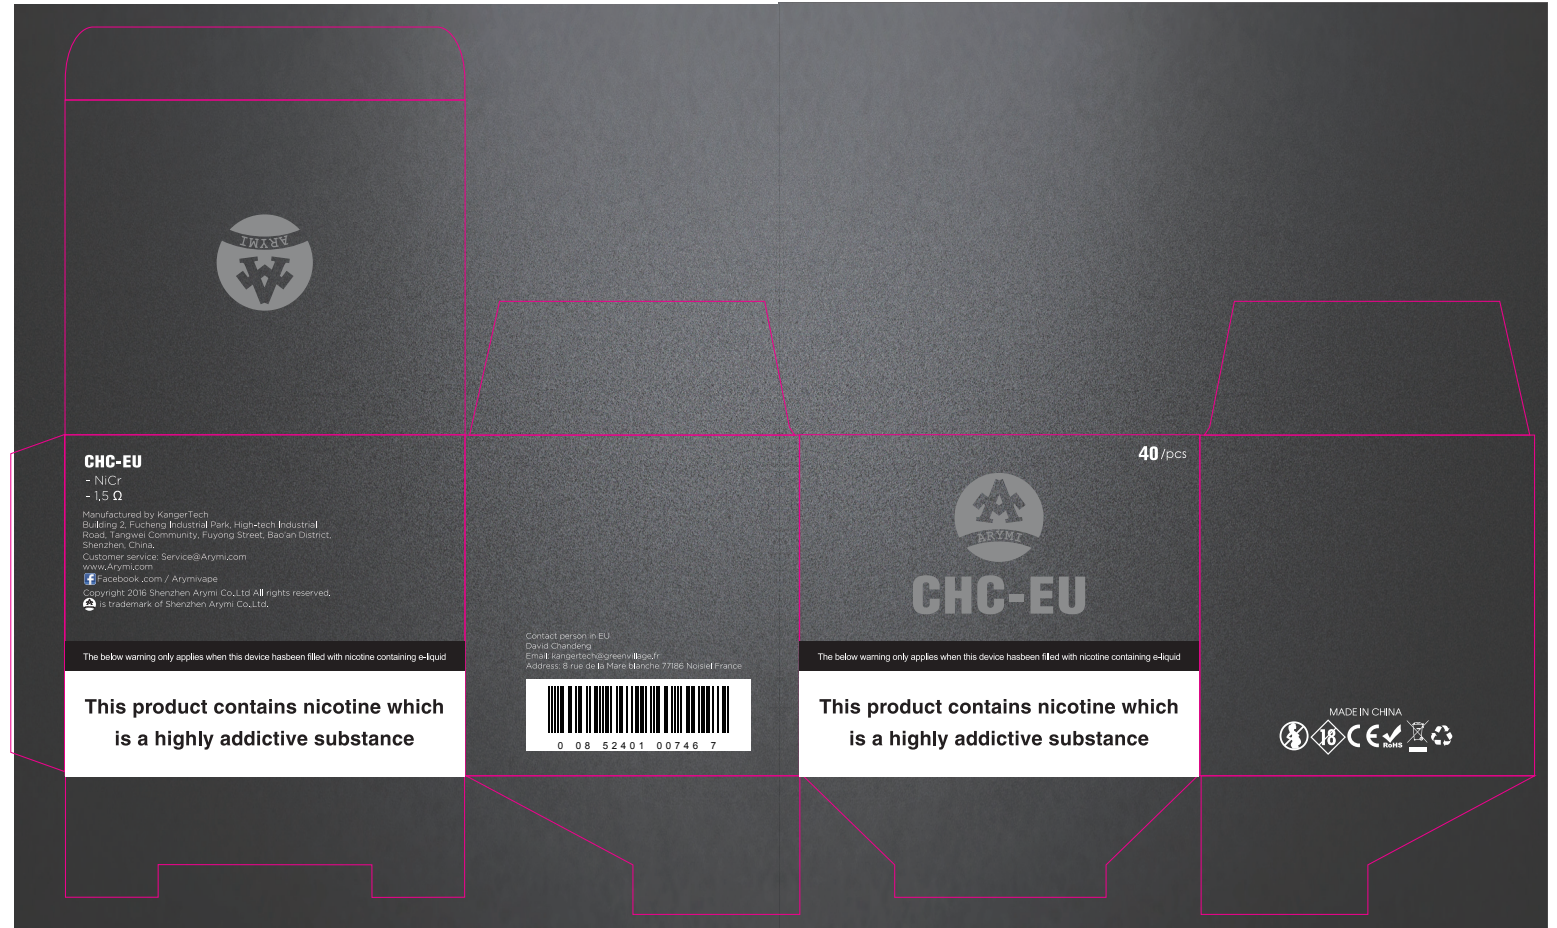 ARYMI
CHC-EU
- NiCr
- 1.5 Ω
Manufactured by KangerTech
Building 2, Fucheng Industrial Park, High-tech Industrial
Road, Tangwei Community, Fuyong Street, Bao'an District,
Shenzhen, China.
Customer service: Service@Arymi.com
www.Arymi.com
Facebook .com / Arymivape
Copyright 2016 Shenzhen Arymi Co.,Ltd All rights reserved.
is trademark of Shenzhen Arymi Co.,Ltd.
The below warning only applies when this device hasbeen filled with nicotine containing e-liquid
This product contains nicotine which
is a highly addictive substance
Contact person in EU
David Chandeng
Email: kangertech@greenvillage.fr
Address: 8 rue de la Mare blanche 77186 Noisiel France
0 08 52401 00746 7
40/pcs
ARYMI
CHC-EU
The below warning only applies when this device hasbeen filled with nicotine containing e-liquid
This product contains nicotine which
is a highly addictive substance
MADE IN CHINA
18 CE RoHS